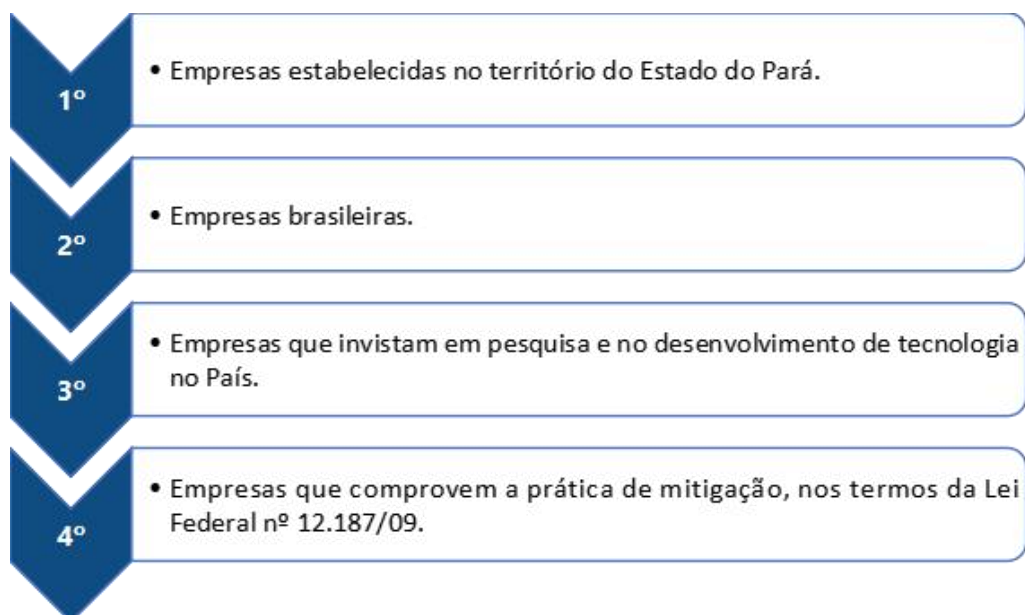 1º
• Empresas estabelecidas no território do Estado do Pará.
2º
• Empresas brasileiras.
3º
• Empresas que invistam em pesquisa e no desenvolvimento de tecnologia
no País.
4º
• Empresas que comprovem a prática de mitigação, nos termos da Lei
Federal nº 12.187/09.